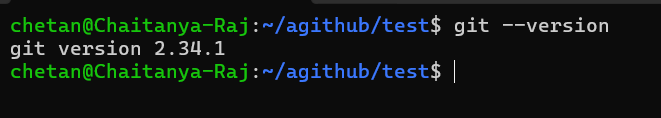 chetan@Chaitanya-Raj:~/agithub/test$ git --version
git version 2.34.1
chetan@Chaitanya-Raj:~/agithub/test$